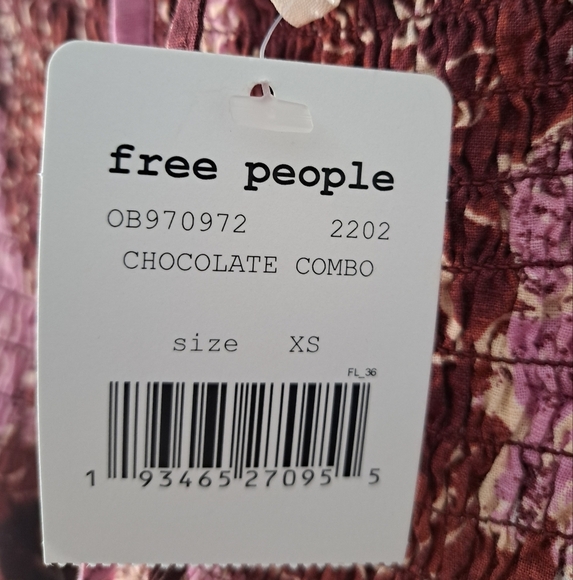 free people
OB970972 2202
CHOCOLATE COMBO
size XS
FL_36
1 93465 27095 5